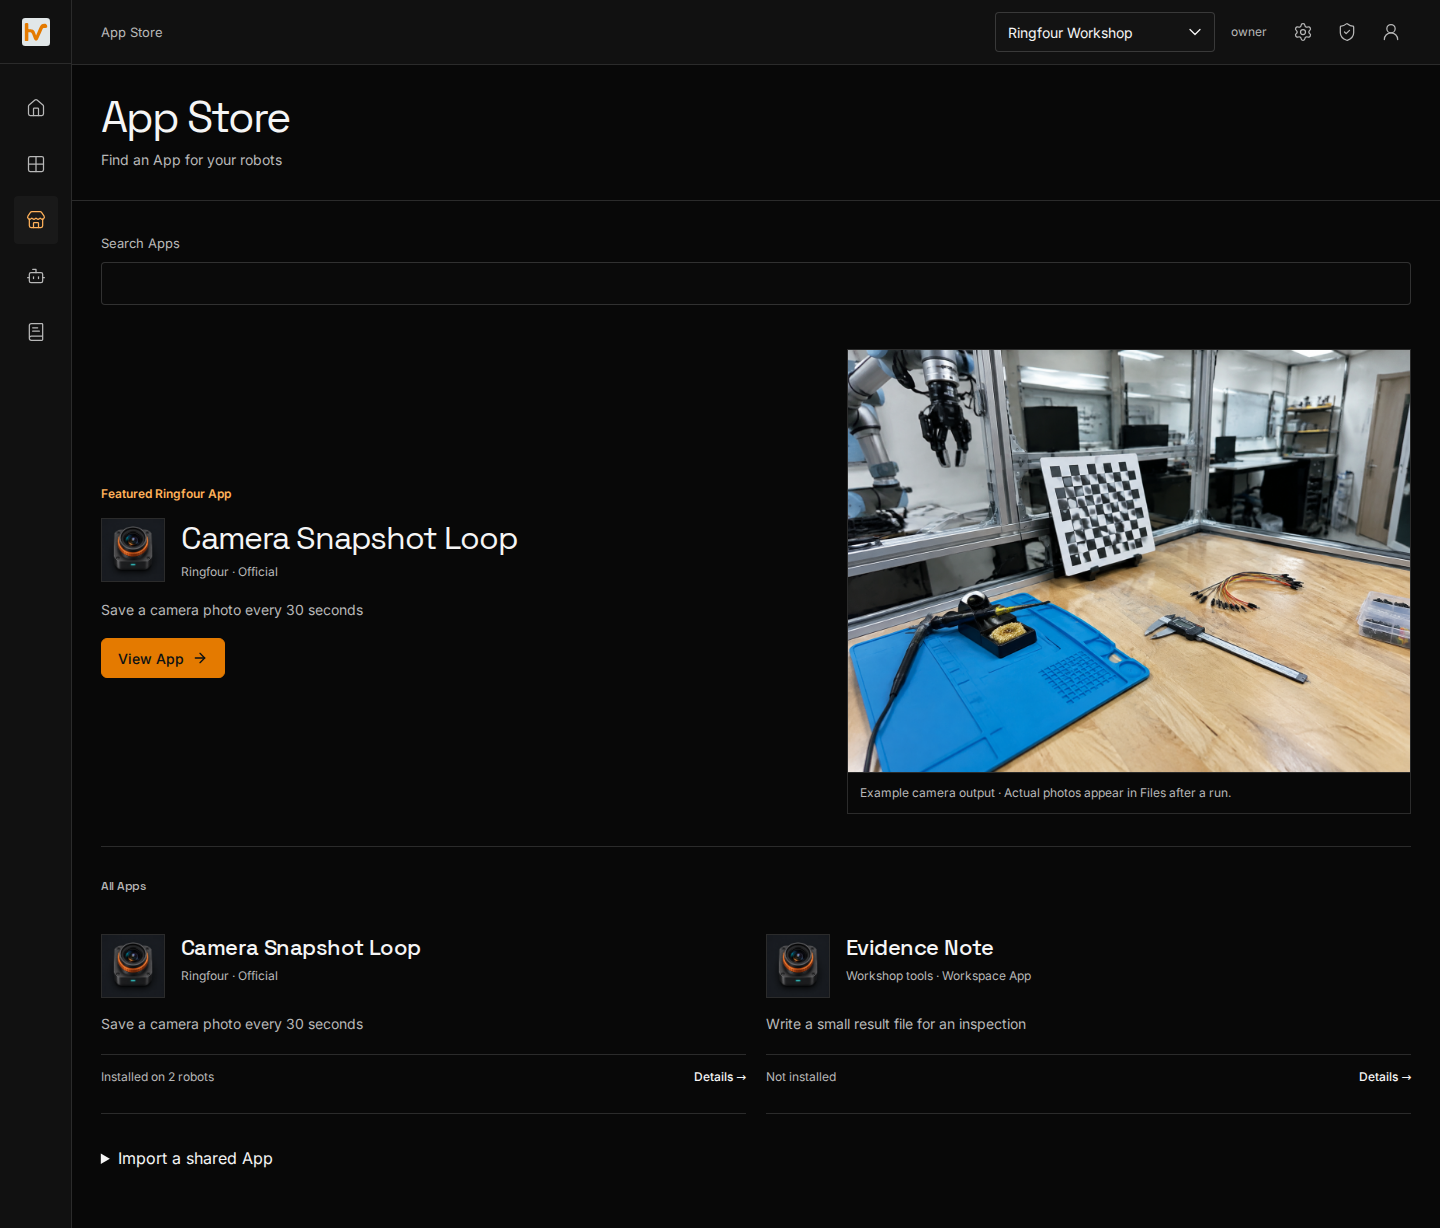 App Store
Ringfour Workshop
owner
App Store
Find an App for your robots
Search Apps
Featured Ringfour App
Camera Snapshot Loop
Ringfour · Official
Save a camera photo every 30 seconds
View App →
Example camera output · Actual photos appear in Files after a run.
All Apps
Camera Snapshot Loop
Ringfour · Official
Save a camera photo every 30 seconds
Installed on 2 robots
Details →
Evidence Note
Workshop tools · Workspace App
Write a small result file for an inspection
Not installed
Details →
Import a shared App